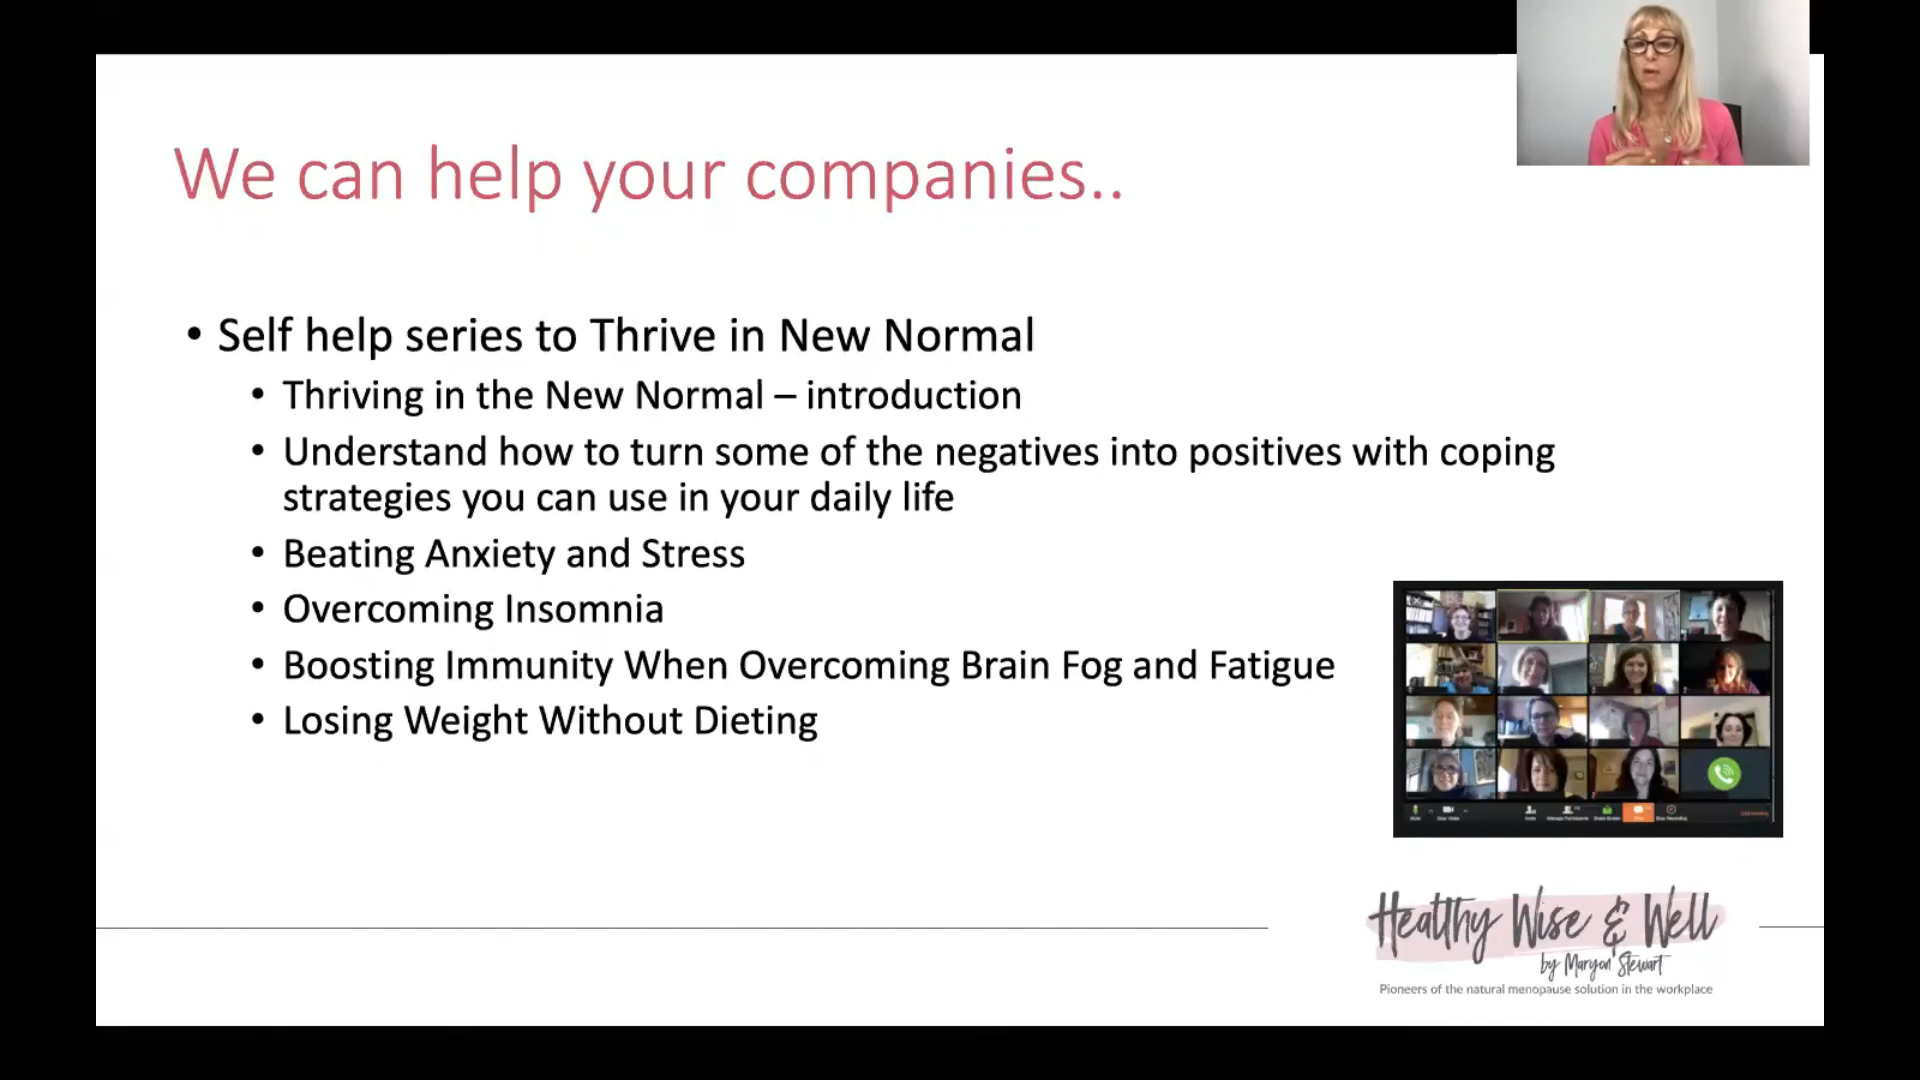 We can help your companies..
• Self help series to Thrive in New Normal
• Thriving in the New Normal – introduction
• Understand how to turn some of the negatives into positives with coping
strategies you can use in your daily life
• Beating Anxiety and Stress
• Overcoming Insomnia
• Boosting Immunity When Overcoming Brain Fog and Fatigue
• Losing Weight Without Dieting
Healthy Wise & Well
by Maryon Stewart
Pioneers of the natural menopause solution in the workplace